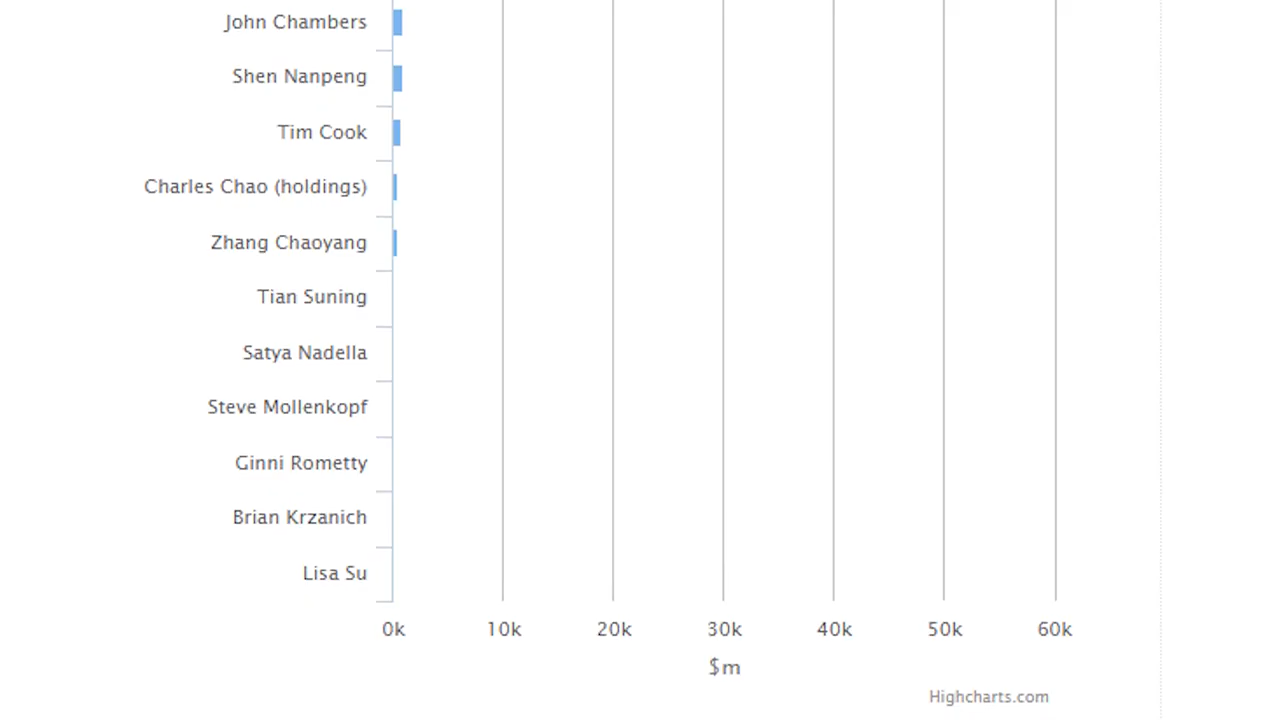 John Chambers
Shen Nanpeng
Tim Cook
Charles Chao (holdings)
Zhang Chaoyang
Tian Suning
Satya Nadella
Steve Mollenkopf
Ginni Rometty
Brian Krzanich
Lisa Su
0k 10k 20k 30k 40k 50k 60k
$m
Highcharts.com